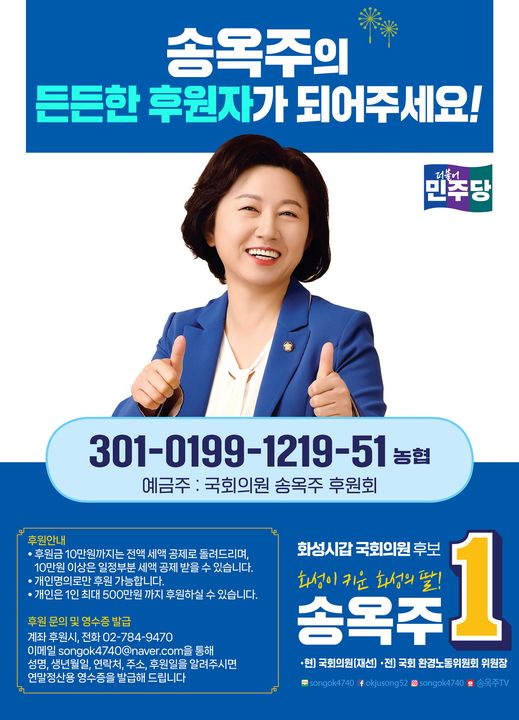 송옥주의
든든한 후원자가 되어주세요!
더불어
민주당
301-0199-1219-51 농협
예금주 : 국회의원 송옥주 후원회
후원안내
• 후원금 10만원까지는 전액 세액 공제로 돌려드리며,
10만원 이상은 일정부분 세액 공제 받을 수 있습니다.
• 개인명의로만 후원 가능합니다.
• 개인은 1인 최대 500만원 까지 후원하실 수 있습니다.
후원 문의 및 영수증 발급
계좌 후원시, 전화 02-784-9470
이메일 songok4740@naver.com을 통해
성명, 생년월일, 연락처, 주소, 후원일을 알려주시면
연말정산용 영수증을 발급해 드립니다
화성시갑 국회의원 후보
화성이 키운 화성의 딸!
송옥주 1
•현) 국회의원(재선) •전) 국회 환경노동위원회 위원장
songok4740 okjusong52 songok4740 송옥주TV